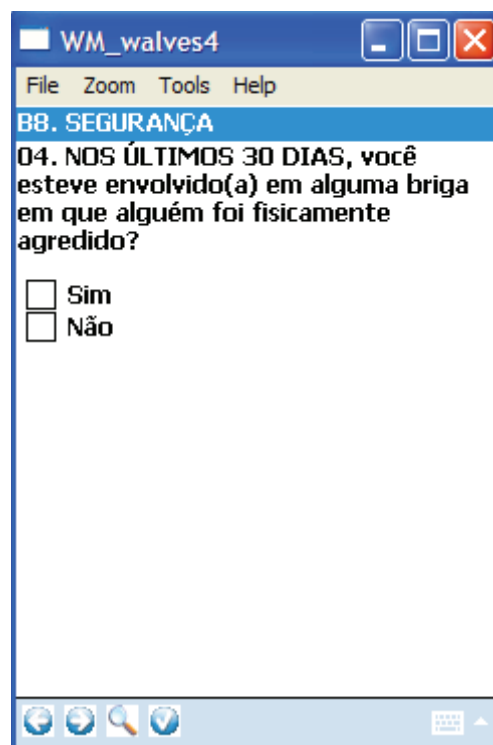 WM_walves4
File Zoom Tools Help
B8. SEGURANÇA
04. NOS ÚLTIMOS 30 DIAS, você
esteve envolvido(a) em alguma briga
em que alguém foi fisicamente
agredido?
Sim
Não